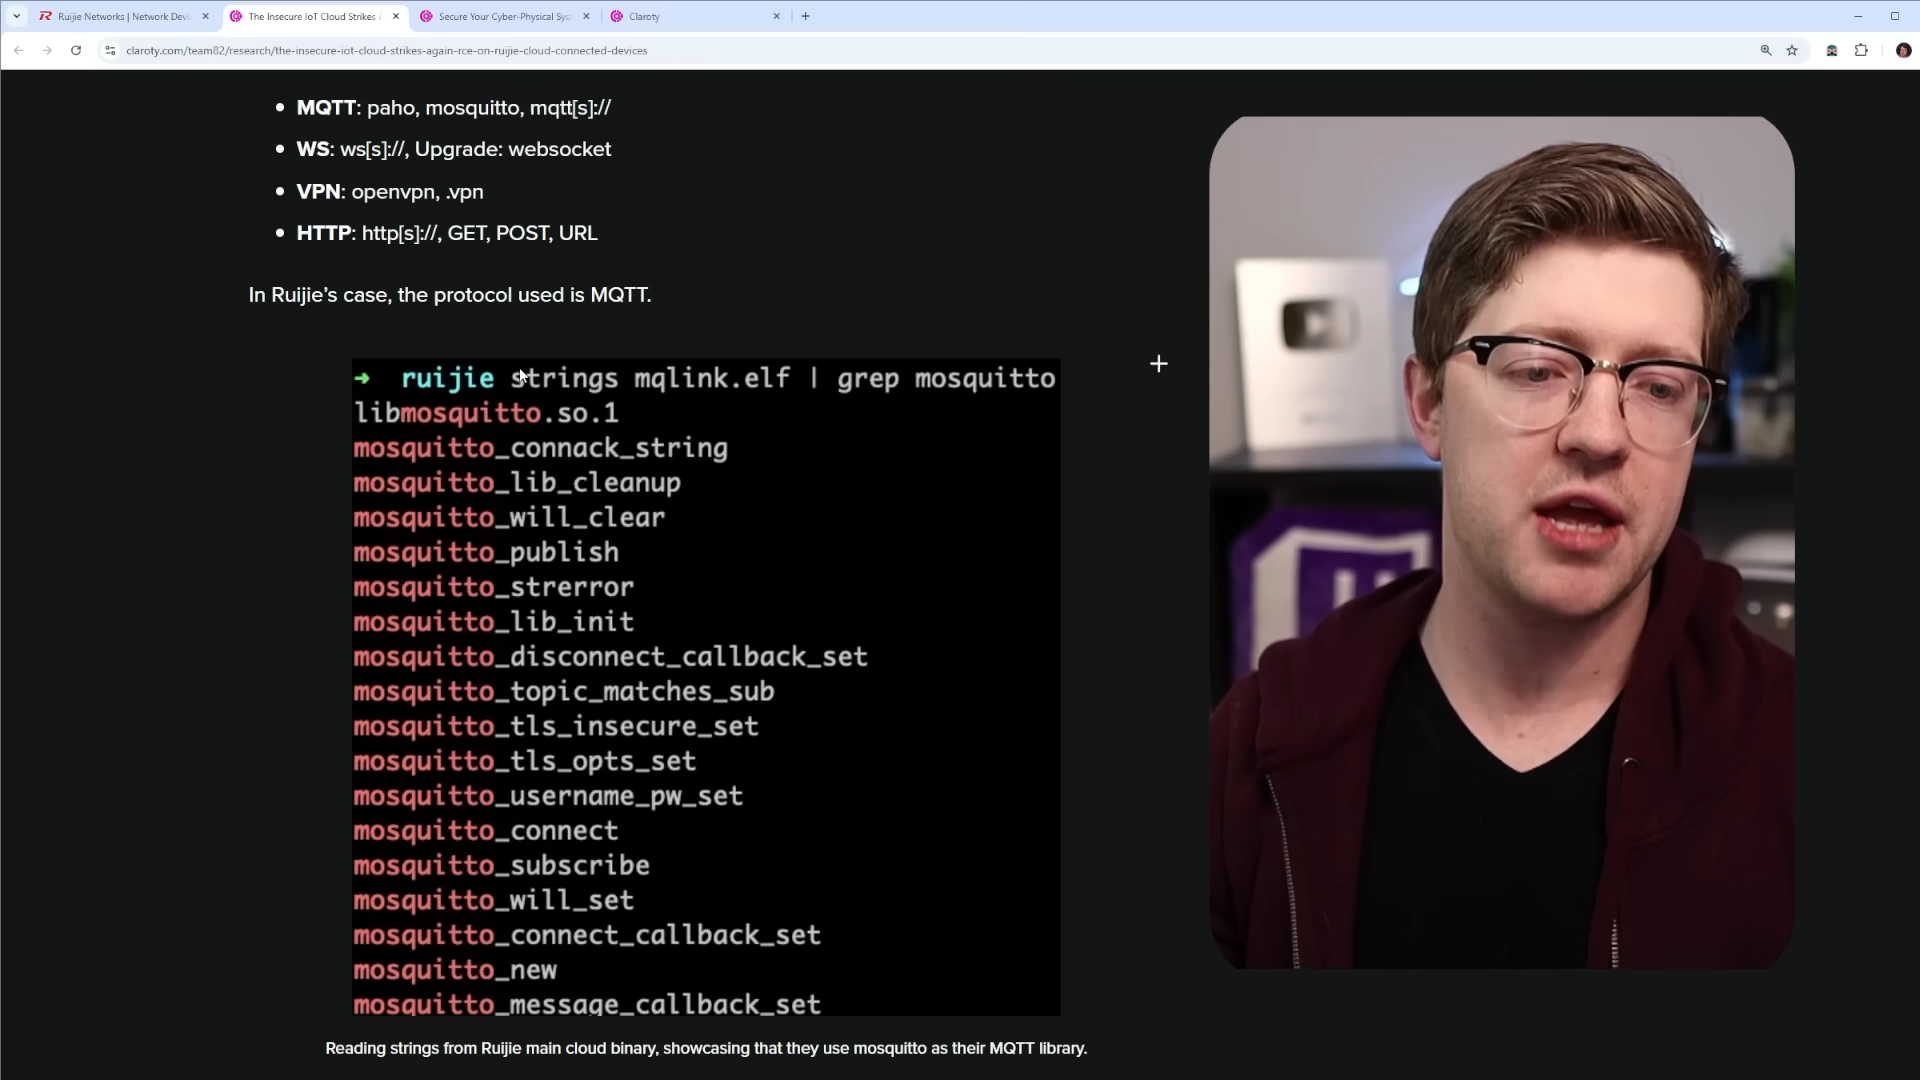 Ruijie Networks | Network Devi
The Insecure IoT Cloud Strikes A
Secure Your Cyber-Physical Sys
Claroty
claroty.com/team82/research/the-insecure-iot-cloud-strikes-again-rce-on-ruijie-cloud-connected-devices
• MQTT: paho, mosquitto, mqtt[s]://
• WS: ws[s]://, Upgrade: websocket
• VPN: openvpn, .vpn
• HTTP: http[s]://, GET, POST, URL
In Ruijie’s case, the protocol used is MQTT.
➜ ruijie strings mqlink.elf | grep mosquitto
libmosquitto.so.1
mosquitto_connack_string
mosquitto_lib_cleanup
mosquitto_will_clear
mosquitto_publish
mosquitto_strerror
mosquitto_lib_init
mosquitto_disconnect_callback_set
mosquitto_topic_matches_sub
mosquitto_tls_insecure_set
mosquitto_tls_opts_set
mosquitto_username_pw_set
mosquitto_connect
mosquitto_subscribe
mosquitto_will_set
mosquitto_connect_callback_set
mosquitto_new
mosquitto_message_callback_set
Reading strings from Ruijie main cloud binary, showcasing that they use mosquitto as their MQTT library.